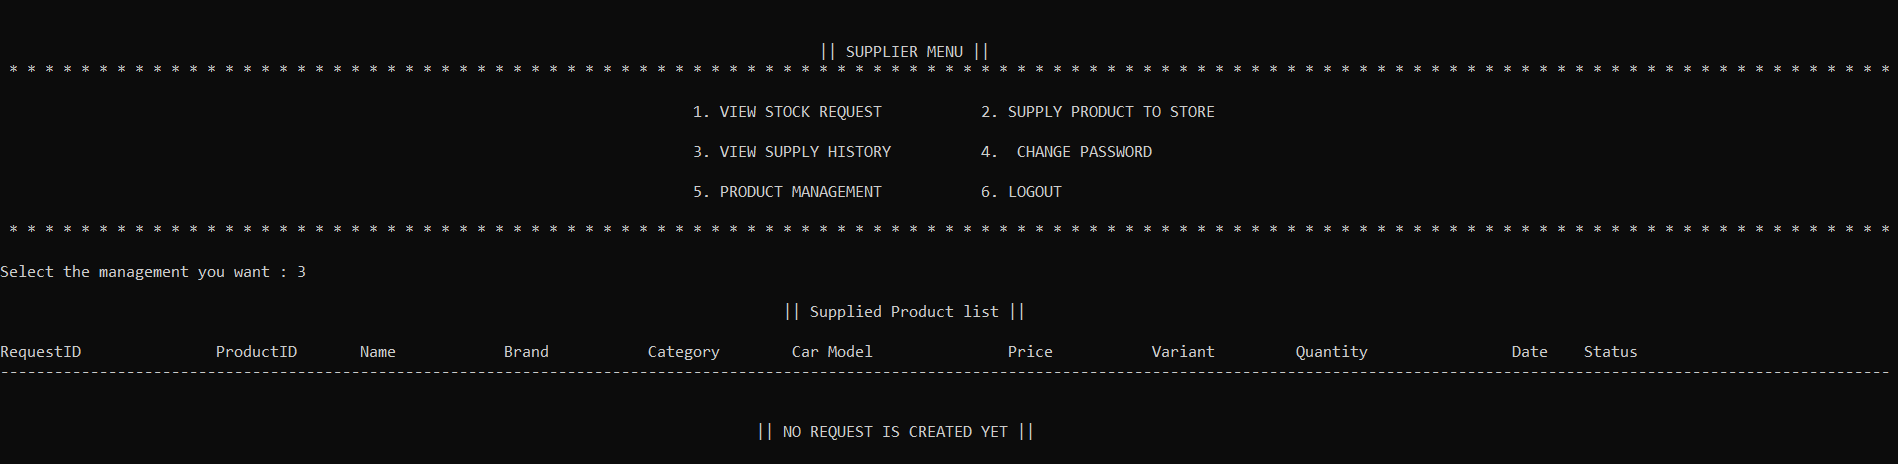 || SUPPLIER MENU ||
* * * * * * * * * * * * * * * * * * * * * * * * * * * * * * * * * * * * * * * * * * * * * * * * * * * * * * * * * * * * * * * * * * * * * * * * * * * * * * * * * * * * * * * * * * * * * * * * * * * * * * * * *
1. VIEW STOCK REQUEST 2. SUPPLY PRODUCT TO STORE
3. VIEW SUPPLY HISTORY 4. CHANGE PASSWORD
5. PRODUCT MANAGEMENT 6. LOGOUT
* * * * * * * * * * * * * * * * * * * * * * * * * * * * * * * * * * * * * * * * * * * * * * * * * * * * * * * * * * * * * * * * * * * * * * * * * * * * * * * * * * * * * * * * * * * * * * * * * * * * * * * * *
Select the management you want : 3
|| Supplied Product list ||
RequestID ProductID Name Brand Category Car Model Price Variant Quantity Date Status
------------------------------------------------------------------------------------------------------------------------------------------------------------------------------------------------------------------
|| NO REQUEST IS CREATED YET ||